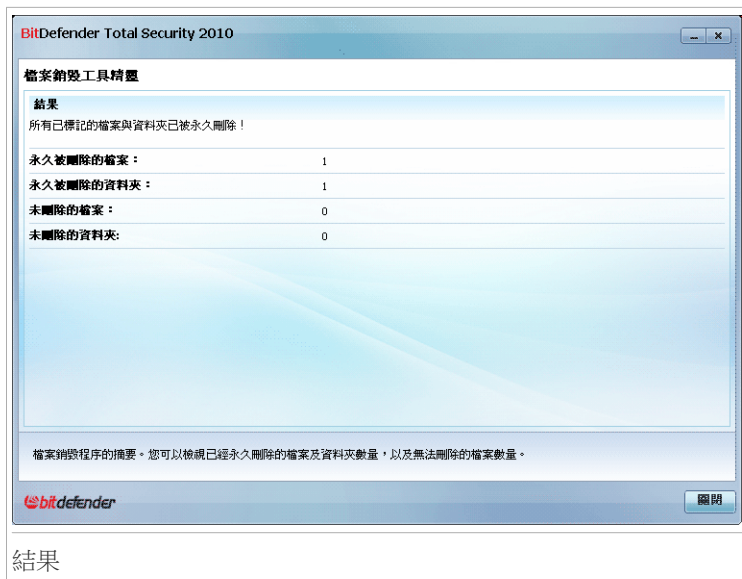 BitDefender Total Security 2010
檔案銷毀工具精靈
結果
所有已標記的檔案與資料夾已被永久刪除！
永久被刪除的檔案： 1
永久被刪除的資料夾： 1
未刪除的檔案： 0
未刪除的資料夾: 0
檔案銷毀程序的摘要。您可以檢視已經永久刪除的檔案及資料夾數量，以及無法刪除的檔案數量。
bitdefender
關閉
結果